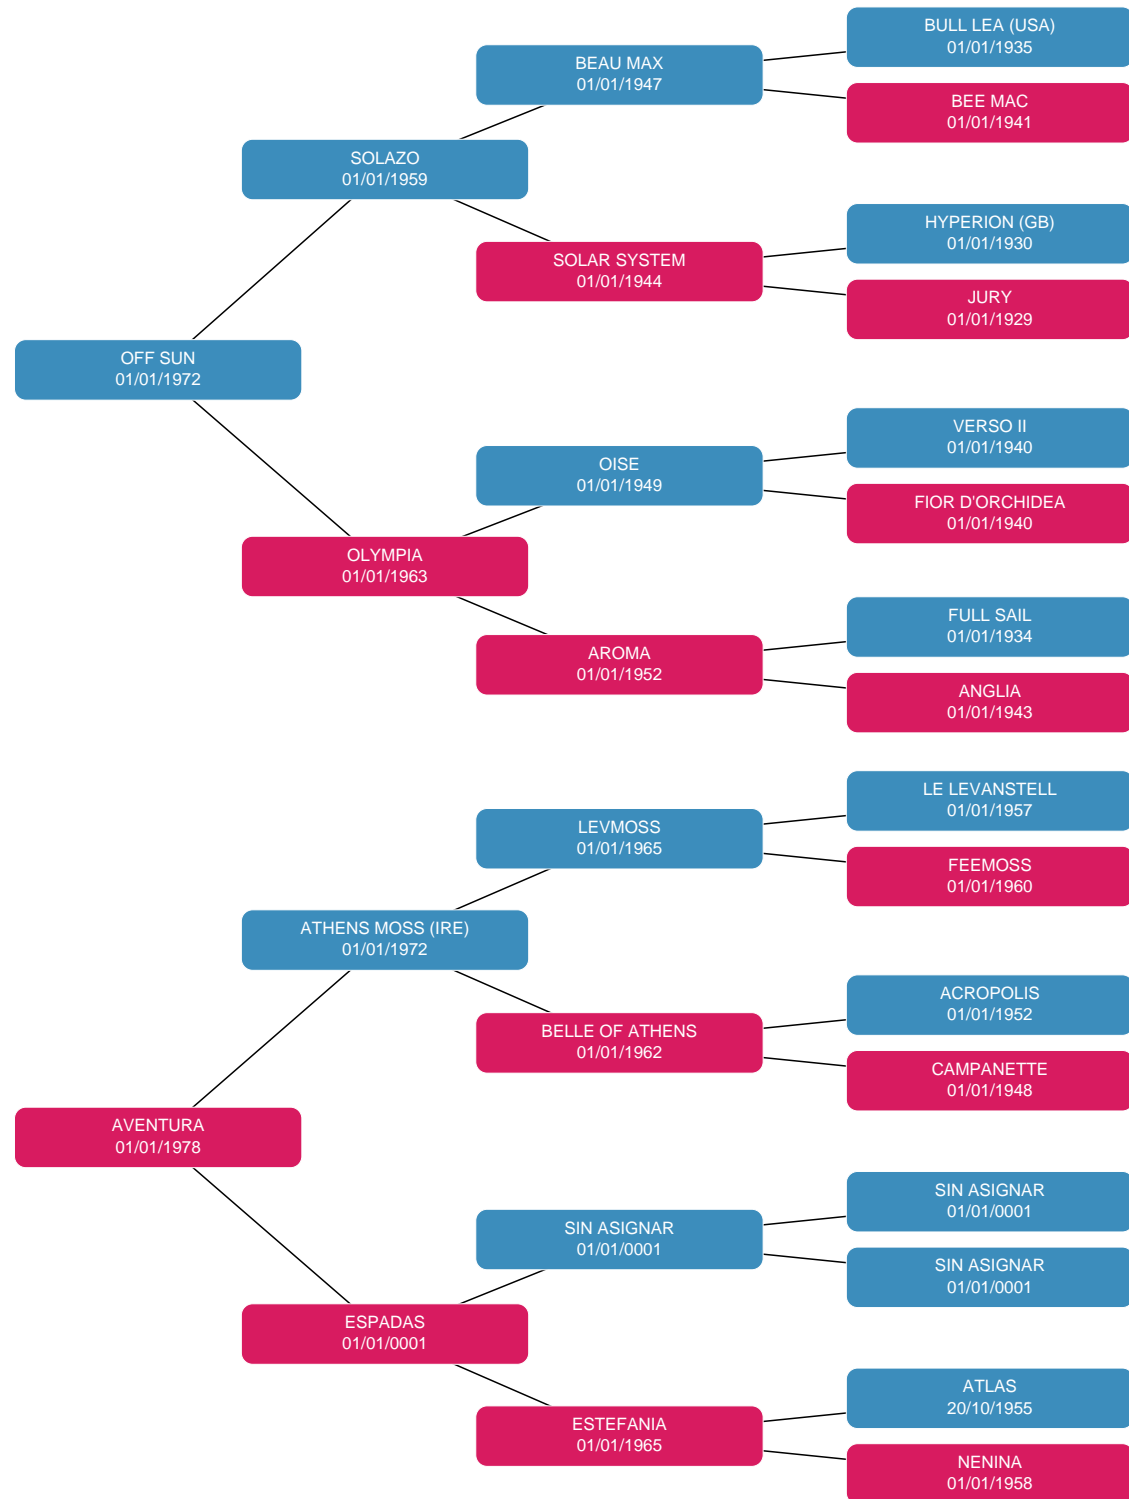 BULL LEA (USA)
01/01/1935
BEAU MAX
01/01/1947
BEE MAC
01/01/1941
SOLAZO
01/01/1959
HYPERION (GB)
01/01/1930
SOLAR SYSTEM
01/01/1944
JURY
01/01/1929
OFF SUN
01/01/1972
VERSO II
01/01/1940
OISE
01/01/1949
FIOR D'ORCHIDEA
01/01/1940
OLYMPIA
01/01/1963
FULL SAIL
01/01/1934
AROMA
01/01/1952
ANGLIA
01/01/1943
LE LEVANSTELL
01/01/1957
LEVMOSS
01/01/1965
FEEMOSS
01/01/1960
ATHENS MOSS (IRE)
01/01/1972
ACROPOLIS
01/01/1952
BELLE OF ATHENS
01/01/1962
CAMPANETTE
01/01/1948
AVENTURA
01/01/1978
SIN ASIGNAR
01/01/0001
SIN ASIGNAR
01/01/0001
SIN ASIGNAR
01/01/0001
ESPADAS
01/01/0001
ATLAS
20/10/1955
ESTEFANIA
01/01/1965
NENINA
01/01/1958